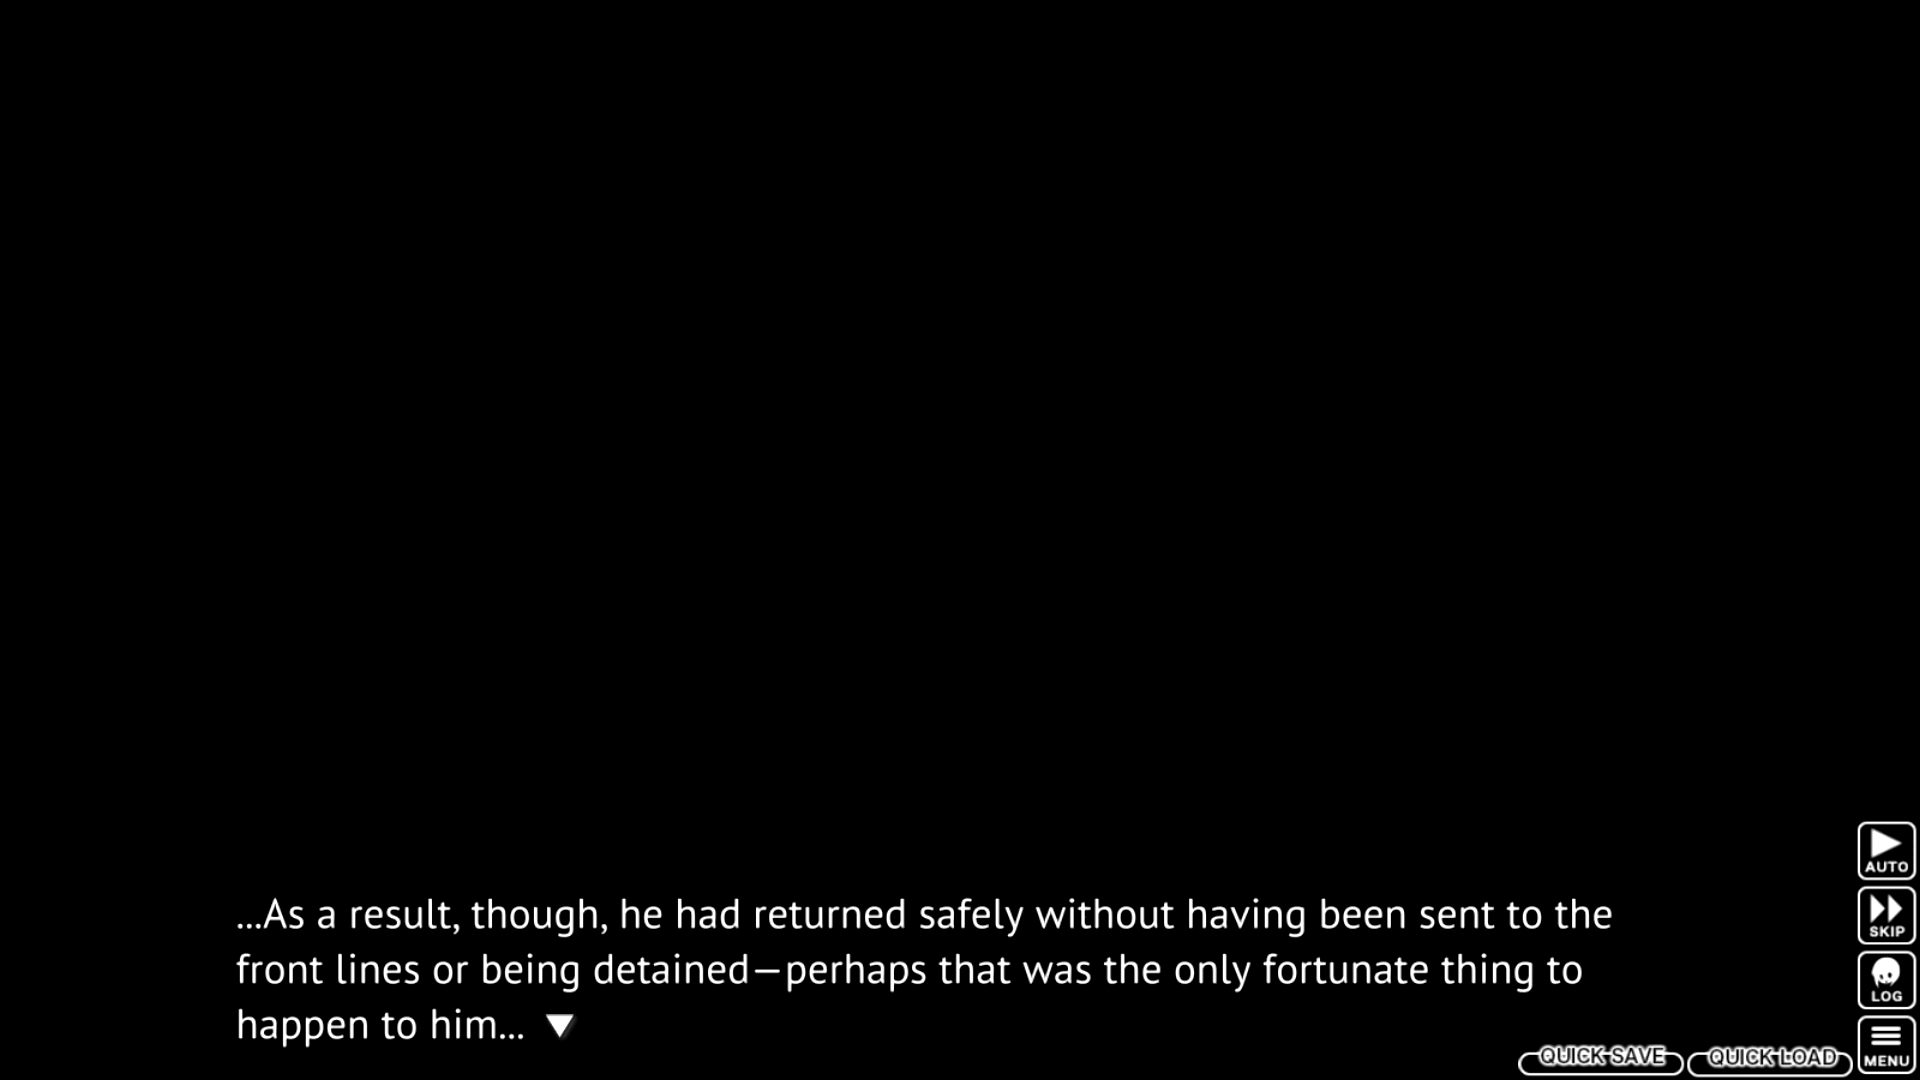 ...As a result, though, he had returned safely without having been sent to the
front lines or being detained—perhaps that was the only fortunate thing to
happen to him...
AUTO
SKIP
LOG
MENU
QUICK SAVE
QUICK LOAD